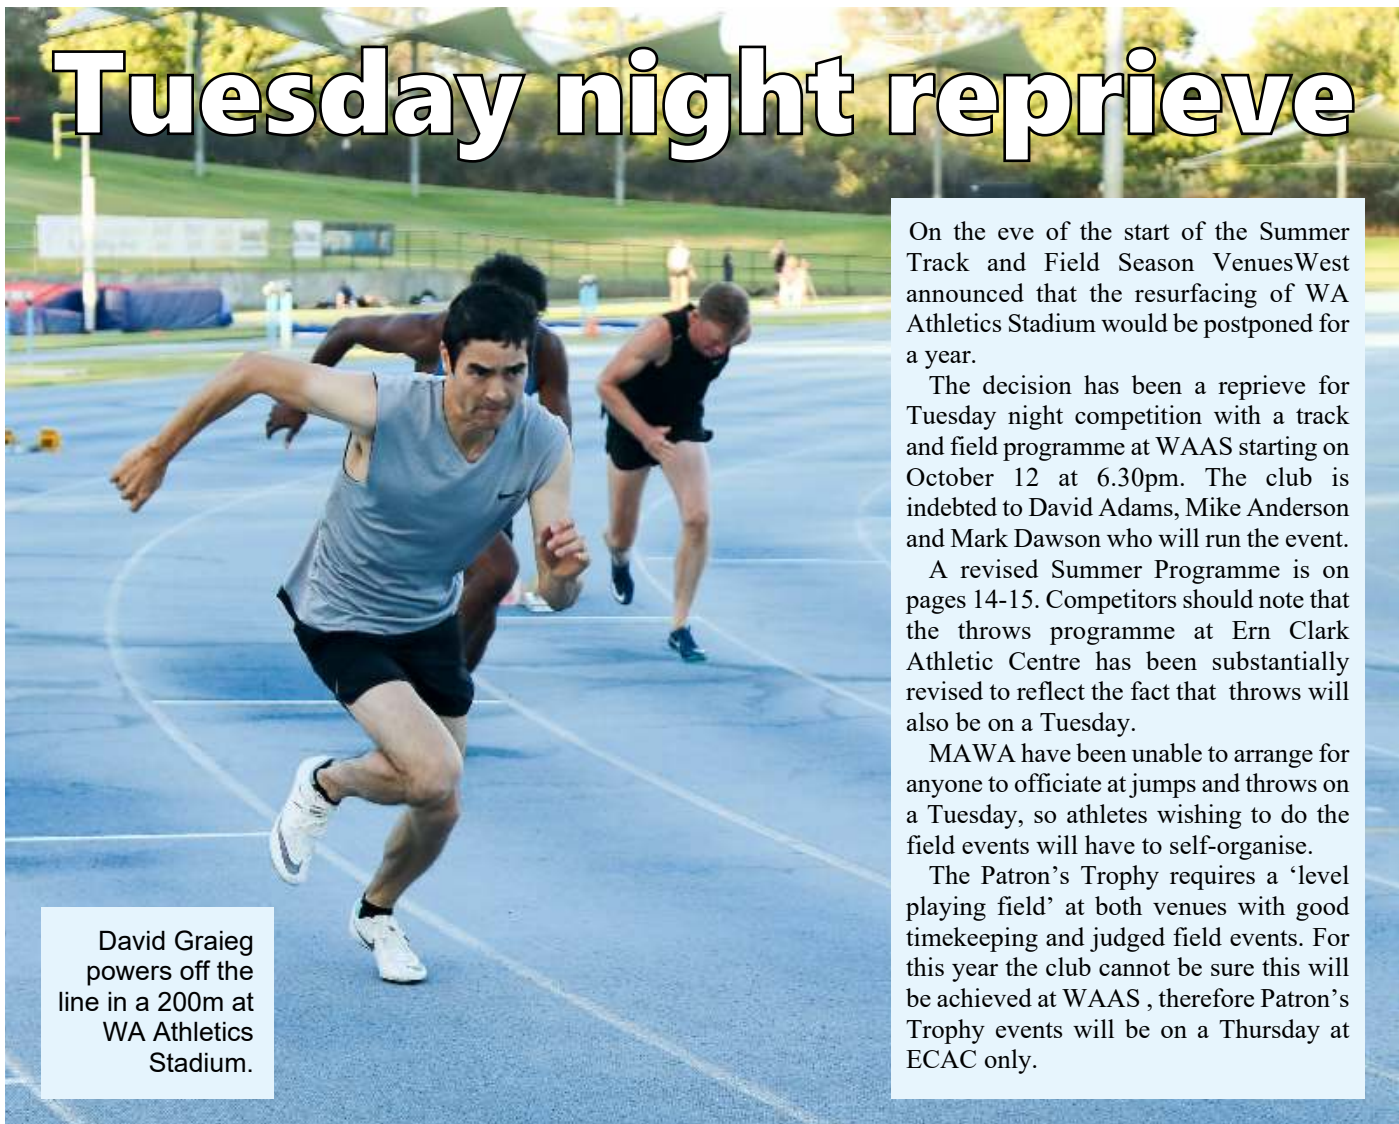 Tuesday night reprieve
On the eve of the start of the Summer
Track and Field Season VenuesWest
announced that the resurfacing of WA
Athletics Stadium would be postponed for
a year.
The decision has been a reprieve for
Tuesday night competition with a track
and field programme at WAAS starting on
October 12 at 6.30pm. The club is
indebted to David Adams, Mike Anderson
and Mark Dawson who will run the event.
A revised Summer Programme is on
pages 14-15. Competitors should note that
the throws programme at Ern Clark
Athletic Centre has been substantially
revised to reflect the fact that  throws will
also be on a Tuesday.
MAWA have been unable to arrange for
anyone to officiate at jumps and throws on
a Tuesday, so athletes wishing to do the
field events will have to self-organise.
The Patron’s Trophy requires a ‘level
playing field’ at both venues with good
timekeeping and judged field events. For
this year the club cannot be sure this will
be achieved at WAAS , therefore Patron’s
Trophy events will be on a Thursday at
ECAC only.
David Graieg
powers off the
line in a 200m at
WA Athletics
Stadium.